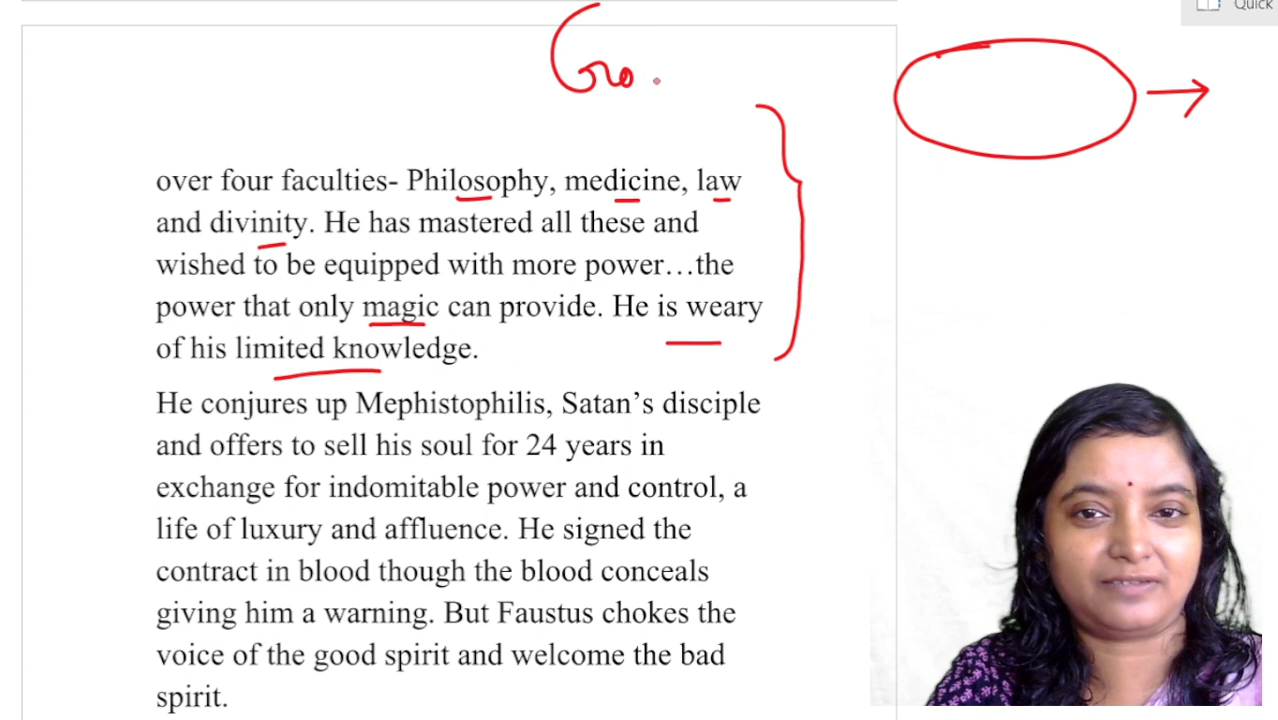 Quick
Gro
over four faculties- Philosophy, medicine, law
and divinity. He has mastered all these and
wished to be equipped with more power…the
power that only magic can provide. He is weary
of his limited knowledge.
He conjures up Mephistophilis, Satan’s disciple
and offers to sell his soul for 24 years in
exchange for indomitable power and control, a
life of luxury and affluence. He signed the
contract in blood though the blood conceals
giving him a warning. But Faustus chokes the
voice of the good spirit and welcome the bad
spirit.